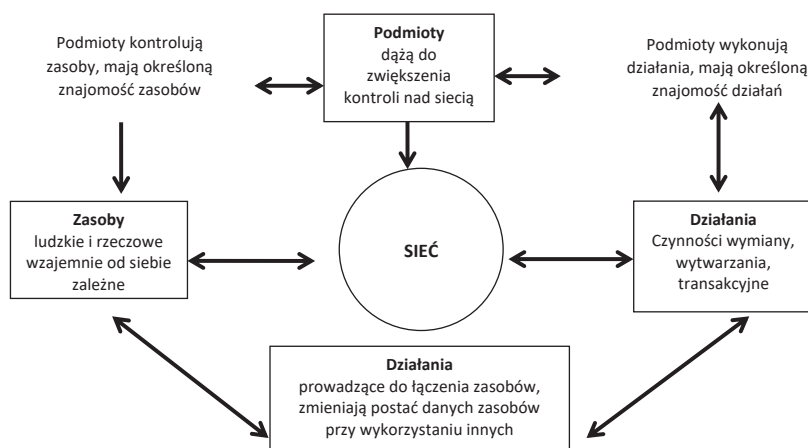 Podmioty kontrolują
zasoby, mają określoną
znajomość zasobów
Podmioty
dążą do
zwiększenia
kontroli nad siecią
Podmioty wykonują
działania, mają określoną
znajomość działań
Zasoby
ludzkie i rzeczowe
wzajemnie od siebie
zależne
SIEĆ
Działania
Czynności wymiany,
wytwarzania,
transakcyjne
Działania
prowadzące do łączenia zasobów,
zmieniają postać danych zasobów
przy wykorzystaniu innych